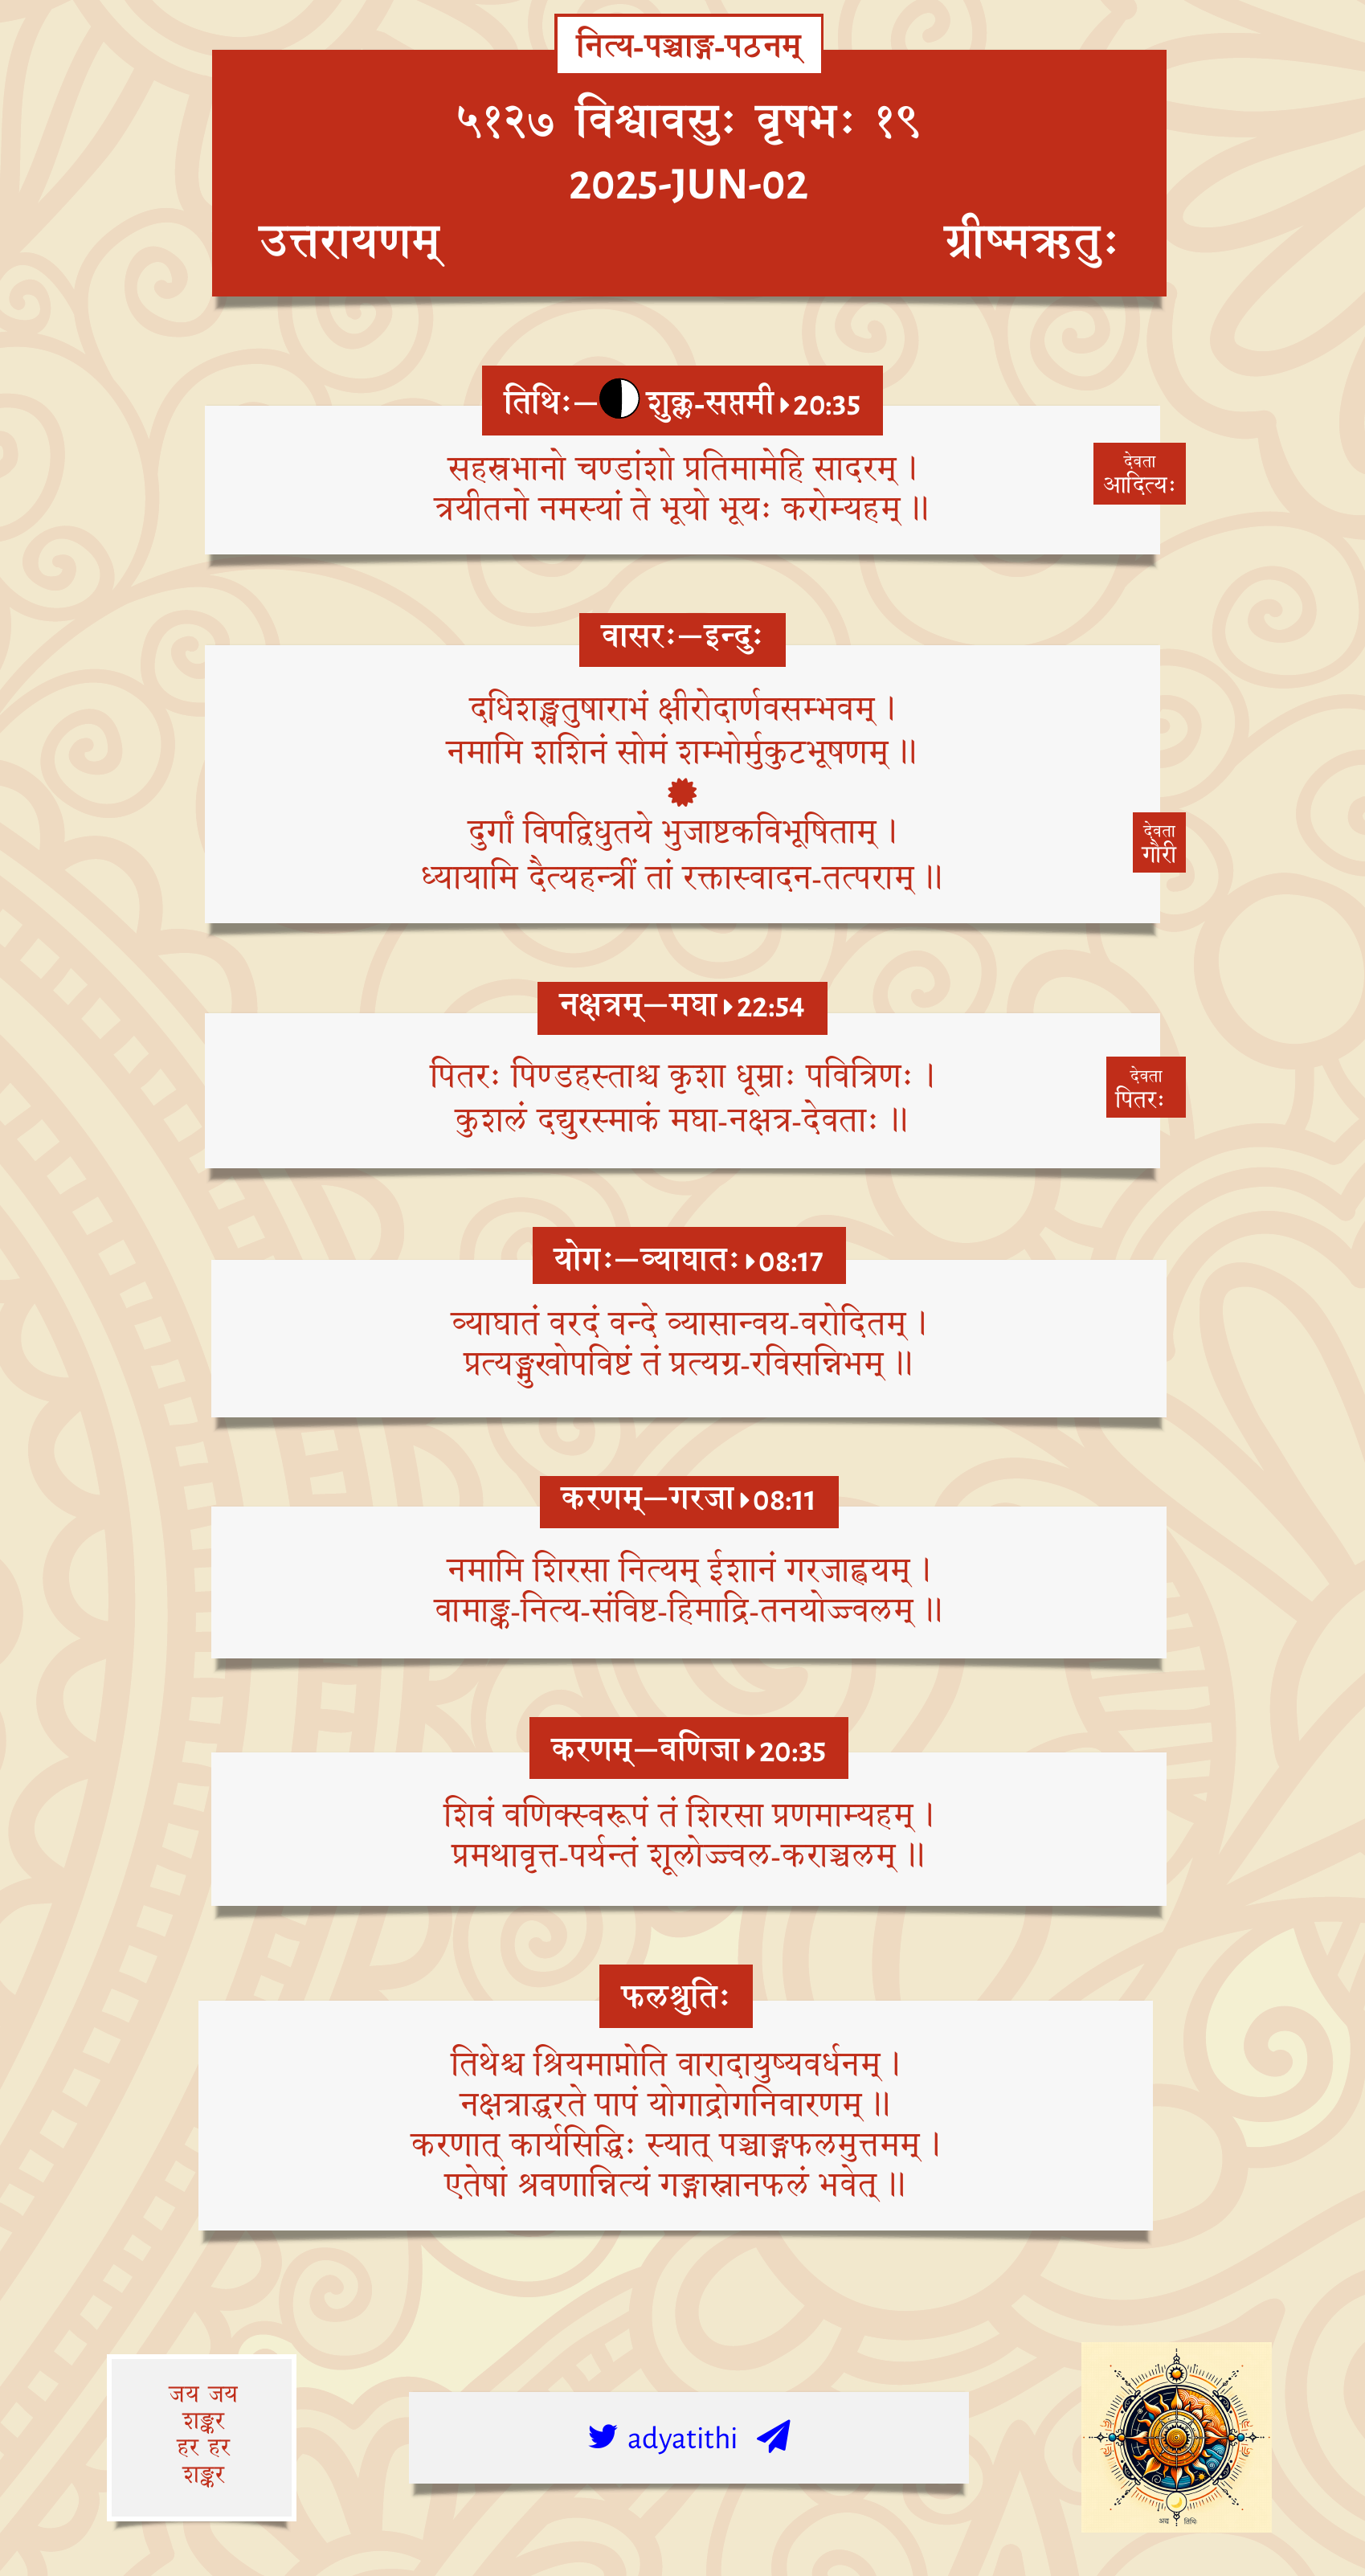 नित्य-पञ्चाङ्ग-पठनम्
५१२७ विश्वावसुः वृषभः १९
2025-JUN-02
उत्तरायणम् ग्रीष्मऋतुः
तिथिः—शुक्ल-सप्तमी 20:35
सहस्रभानो चण्डांशो प्रतिमामेहि सादरम् ।
त्रयीतनो नमस्यां ते भूयो भूयः करोम्यहम् ॥
देवता
आदित्यः
वासरः—इन्दुः
दधिशङ्खतुषाराभं क्षीरोदार्णवसम्भवम् ।
नमामि शशिनं सोमं शम्भोर्मुकुटभूषणम् ॥
दुर्गां विपद्विधुतये भुजाष्टकविभूषिताम् ।
ध्यायामि दैत्यहन्त्रीं तां रक्तास्वादन-तत्पराम् ॥
देवता
गौरी
नक्षत्रम्—मघा 22:54
पितरः पिण्डहस्ताश्च कृशा धूम्राः पवित्रिणः ।
कुशलं दद्युरस्माकं मघा-नक्षत्र-देवताः ॥
देवता
पितरः
योगः—व्याघातः 08:17
व्याघातं वरदं वन्दे व्यासान्वय-वरोदितम् ।
प्रत्यङ्मुखोपविष्टं तं प्रत्यग्र-रविसन्निभम् ॥
करणम्—गरजा 08:11
नमामि शिरसा नित्यम् ईशानं गरजाह्वयम् ।
वामाङ्क-नित्य-संविष्ट-हिमाद्रि-तनयोज्ज्वलम् ॥
करणम्—वणिजा 20:35
शिवं वणिक्स्वरूपं तं शिरसा प्रणमाम्यहम् ।
प्रमथावृत्त-पर्यन्तं शूलोज्ज्वल-कराञ्चलम् ॥
फलश्रुतिः
तिथेश्च श्रियमाप्नोति वारादायुष्यवर्धनम् ।
नक्षत्राद्धरते पापं योगाद्रोगनिवारणम् ॥
करणात् कार्यसिद्धिः स्यात् पञ्चाङ्गफलमुत्तमम् ।
एतेषां श्रवणान्नित्यं गङ्गास्नानफलं भवेत् ॥
जय जय
शङ्कर
हर हर
शङ्कर
adyatithi
अद्य तिथिः